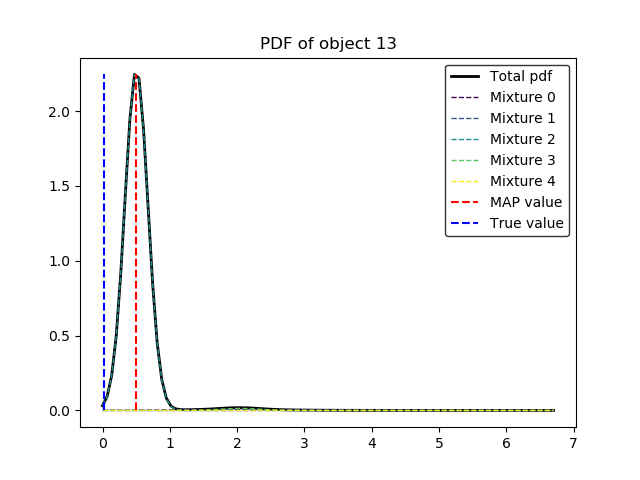 PDF of object 13
Total pdf
Mixture 0
Mixture 1
Mixture 2
Mixture 3
Mixture 4
MAP value
True value
2.0
1.5
1.0
0.5
0.0
0 1 2 3 4 5 6 7